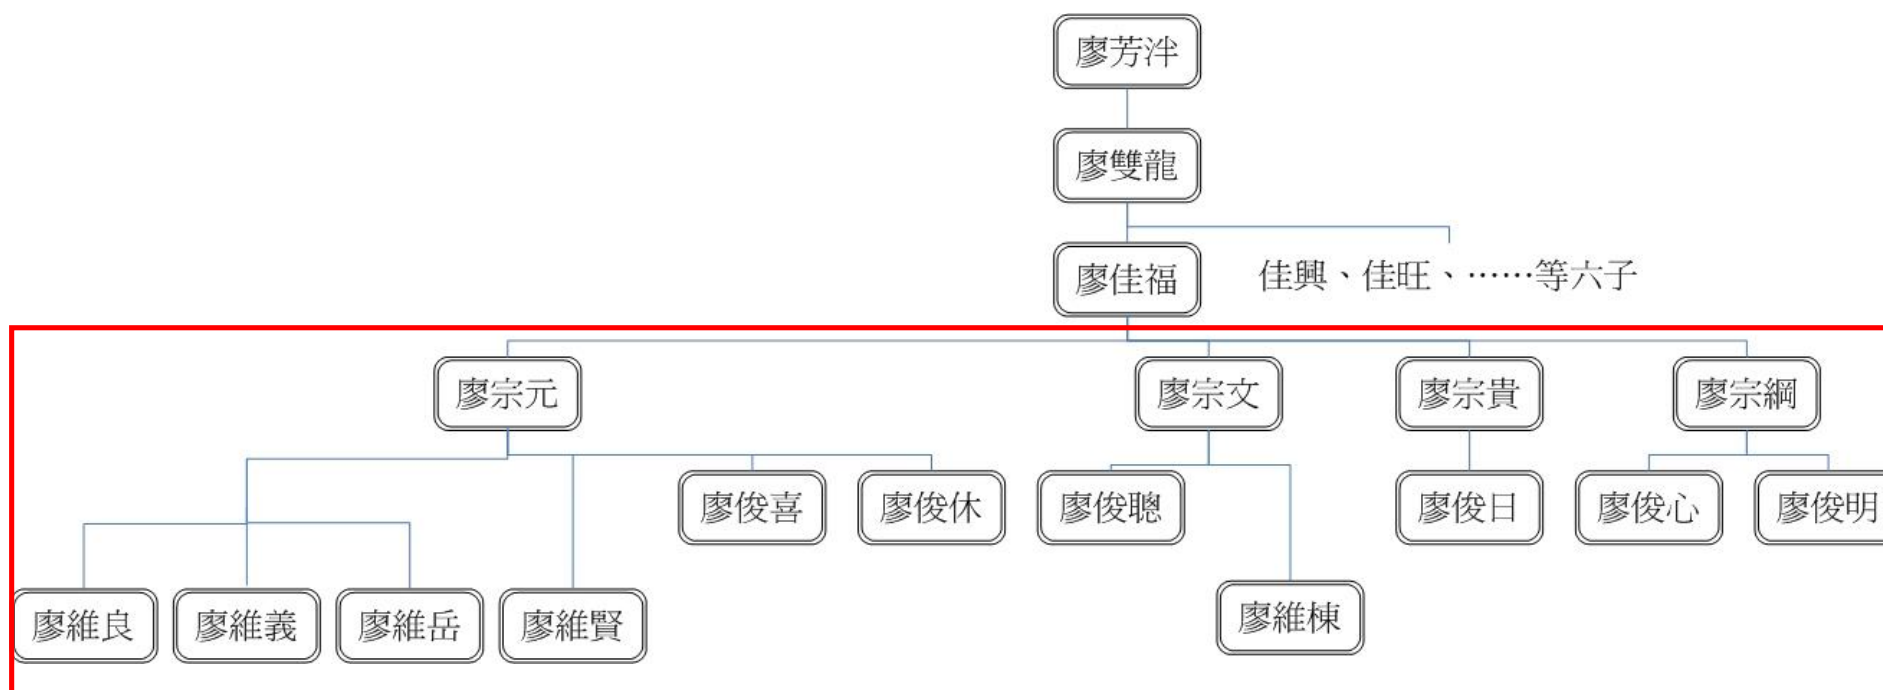 廖芳泮
廖雙龍
廖佳福
佳興、佳旺、……等六子
廖宗元
廖宗文
廖宗貴
廖宗綱
廖俊喜
廖俊休
廖俊聰
廖俊日
廖俊心
廖俊明
廖維良
廖維義
廖維岳
廖維賢
廖維棟